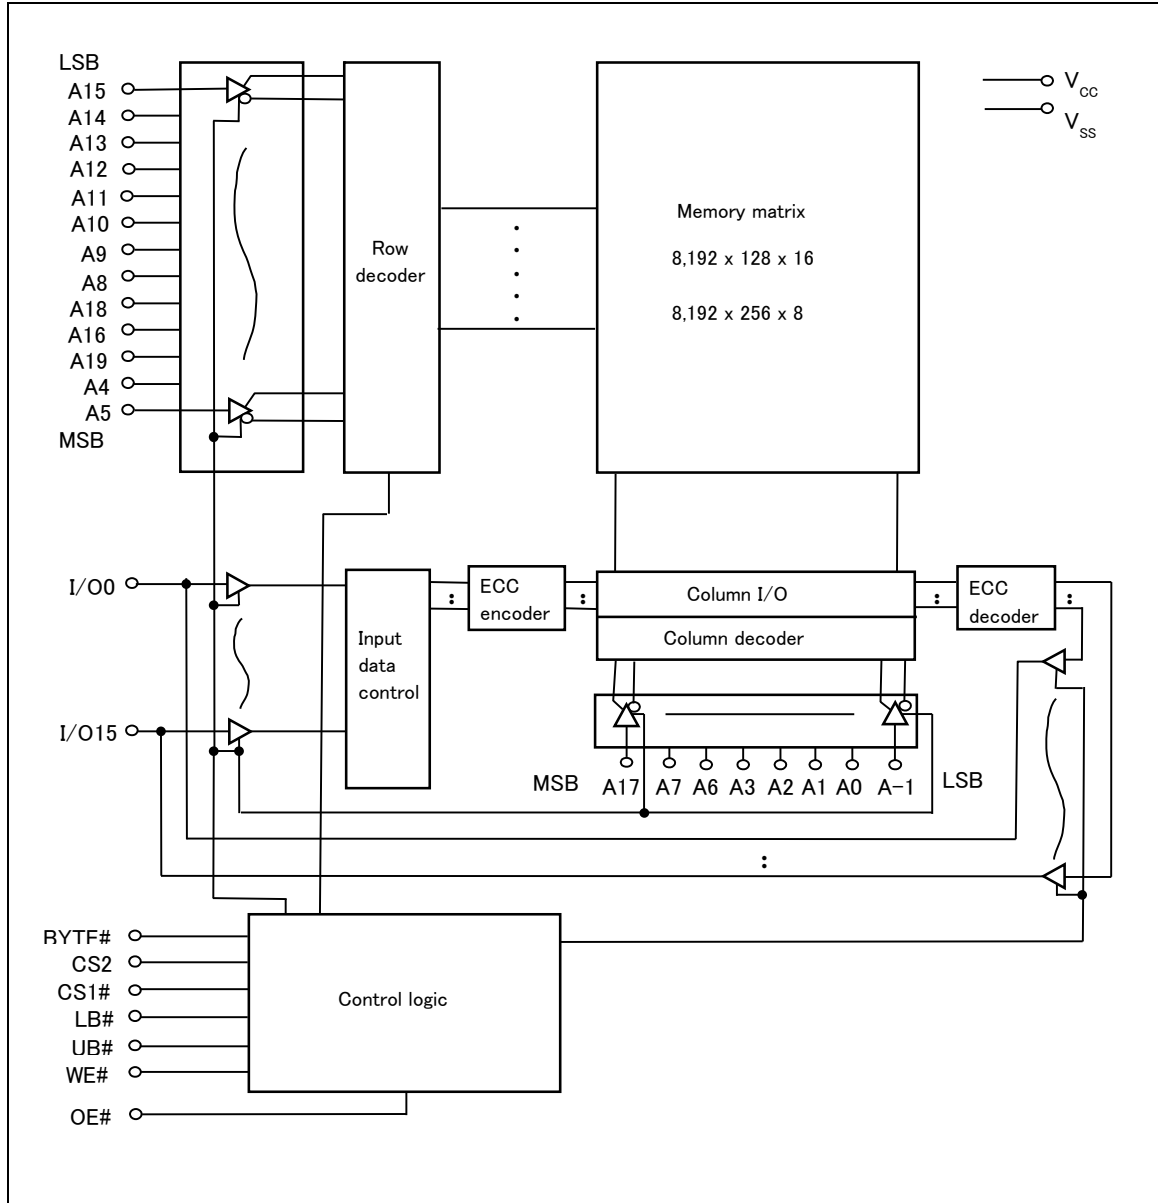 LSB
A15
A14
A13
A12
A11
A10
A9
A8
A18
A16
A19
A4
A5
MSB
Row
decoder
Memory matrix
8,192 x 128 x 16
8,192 x 256 x 8
VCC
VSS
I/O0
I/O15
Input
data
control
ECC
encoder
Column I/O
Column decoder
ECC
decoder
MSB A17 A7 A6 A3 A2 A1 A0 A-1 LSB
BYTE#
CS2
CS1#
LB#
UB#
WE#
OE#
Control logic